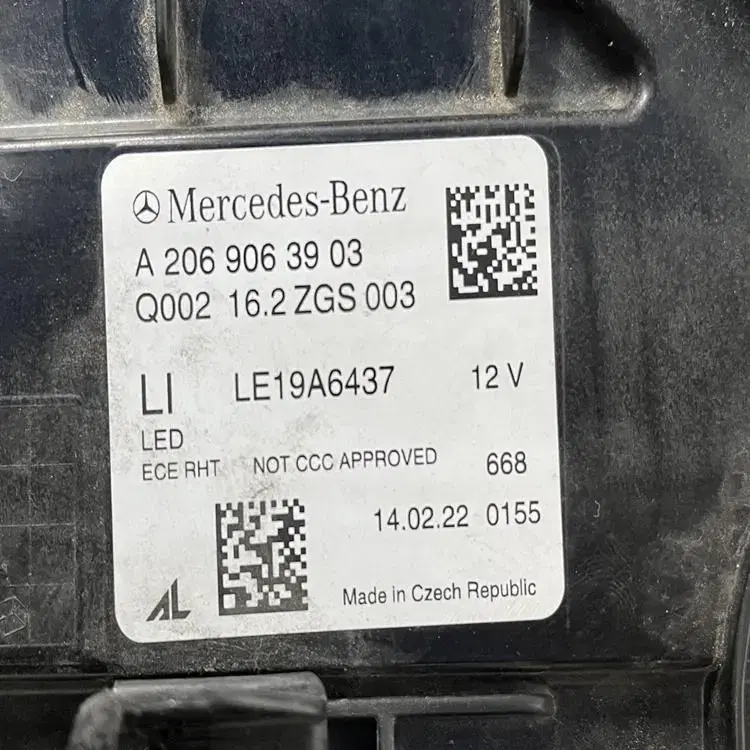 Mercedes-Benz
A 206 906 39 03
Q002 16.2 ZGS 003
LI LE19A6437 12 V
LED
ECE RHT NOT CCC APPROVED 668
14.02.22 0155
AL
Made in Czech Republic